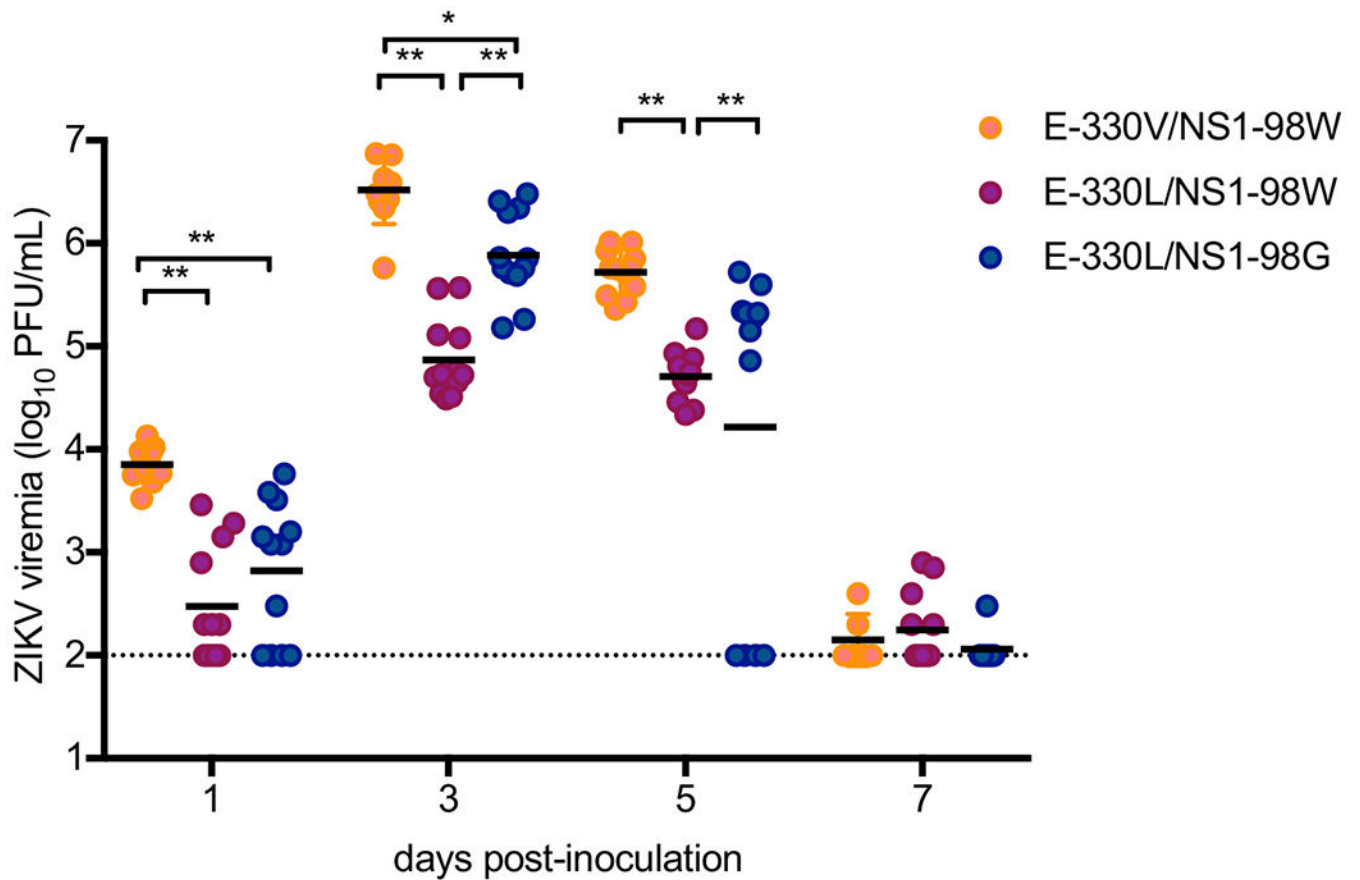 *
** **
** **
**
**
7
6
5
4
3
2
1
ZIKV viremia (log10 PFU/mL)
1 3 5 7
days post-inoculation
E-330V/NS1-98W
E-330L/NS1-98W
E-330L/NS1-98G